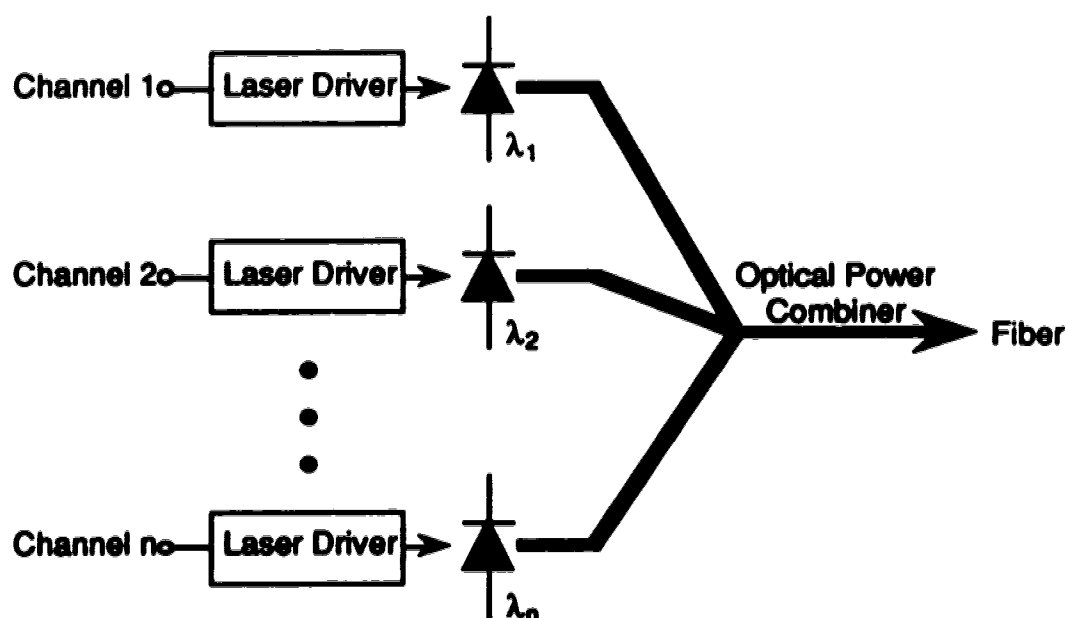 Channel 1
Laser Driver
λ1
Channel 2
Laser Driver
λ2
Optical Power
Combiner
Fiber
Channel n
Laser Driver
λn